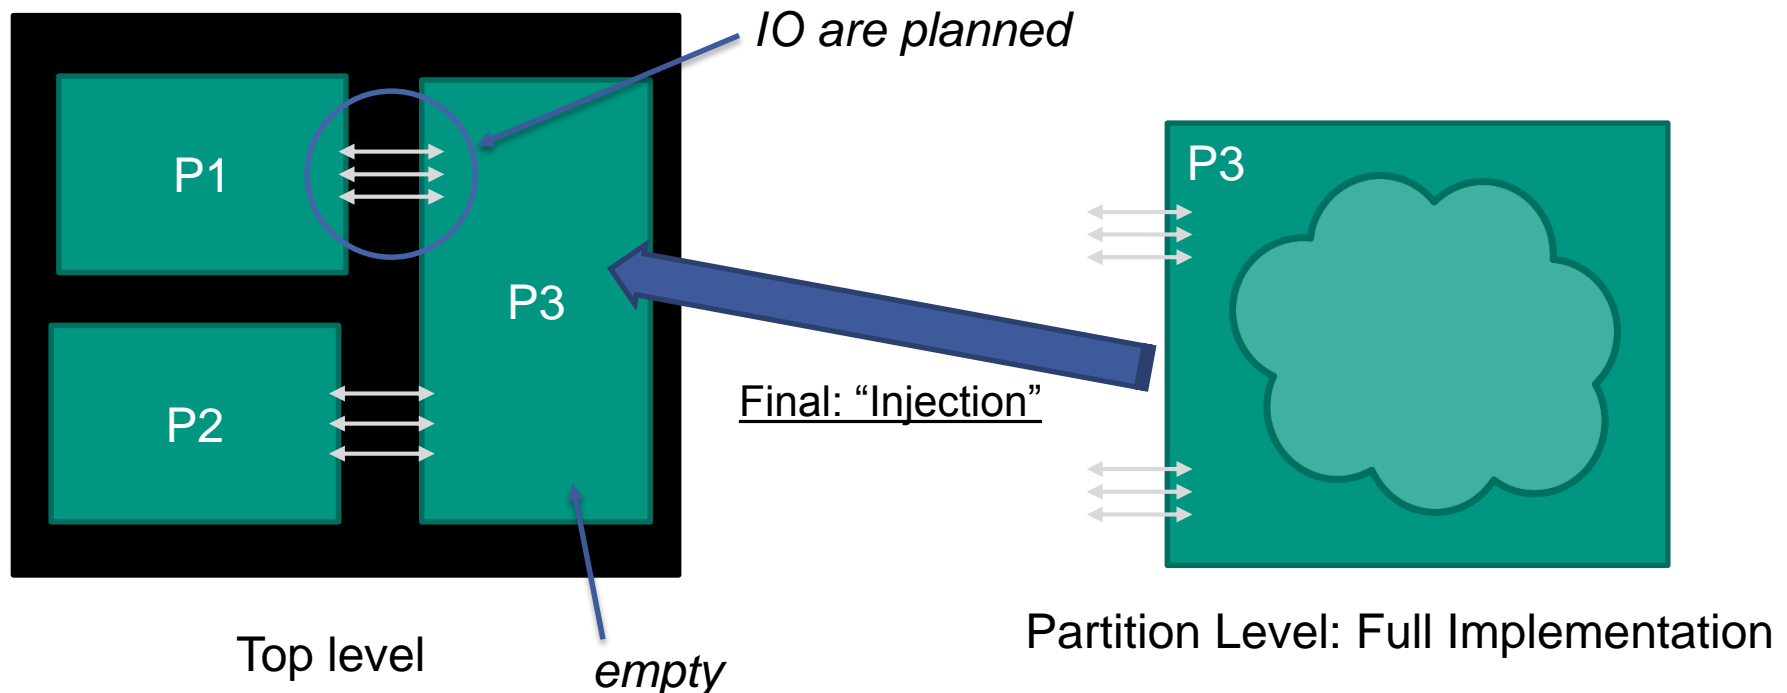 IO are planned
P1
P3
P3
P2
Final: “Injection”
Top level
empty
Partition Level: Full Implementation